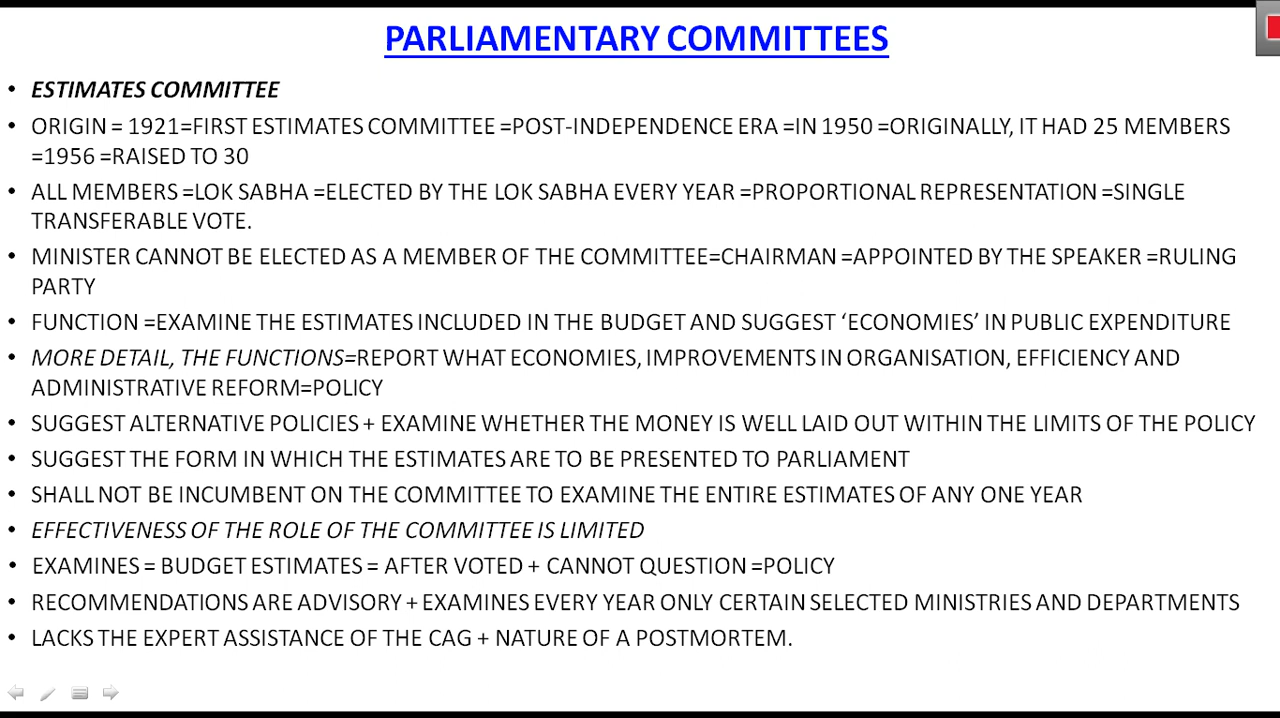 PARLIAMENTARY COMMITTEES
• ESTIMATES COMMITTEE
• ORIGIN = 1921=FIRST ESTIMATES COMMITTEE =POST-INDEPENDENCE ERA =IN 1950 =ORIGINALLY, IT HAD 25 MEMBERS
=1956 =RAISED TO 30
• ALL MEMBERS =LOK SABHA =ELECTED BY THE LOK SABHA EVERY YEAR =PROPORTIONAL REPRESENTATION =SINGLE
TRANSFERABLE VOTE.
• MINISTER CANNOT BE ELECTED AS A MEMBER OF THE COMMITTEE=CHAIRMAN =APPOINTED BY THE SPEAKER =RULING
PARTY
• FUNCTION =EXAMINE THE ESTIMATES INCLUDED IN THE BUDGET AND SUGGEST ‘ECONOMIES’ IN PUBLIC EXPENDITURE
• MORE DETAIL, THE FUNCTIONS=REPORT WHAT ECONOMIES, IMPROVEMENTS IN ORGANISATION, EFFICIENCY AND
ADMINISTRATIVE REFORM=POLICY
• SUGGEST ALTERNATIVE POLICIES + EXAMINE WHETHER THE MONEY IS WELL LAID OUT WITHIN THE LIMITS OF THE POLICY
• SUGGEST THE FORM IN WHICH THE ESTIMATES ARE TO BE PRESENTED TO PARLIAMENT
• SHALL NOT BE INCUMBENT ON THE COMMITTEE TO EXAMINE THE ENTIRE ESTIMATES OF ANY ONE YEAR
• EFFECTIVENESS OF THE ROLE OF THE COMMITTEE IS LIMITED
• EXAMINES = BUDGET ESTIMATES = AFTER VOTED + CANNOT QUESTION =POLICY
• RECOMMENDATIONS ARE ADVISORY + EXAMINES EVERY YEAR ONLY CERTAIN SELECTED MINISTRIES AND DEPARTMENTS
• LACKS THE EXPERT ASSISTANCE OF THE CAG + NATURE OF A POSTMORTEM.